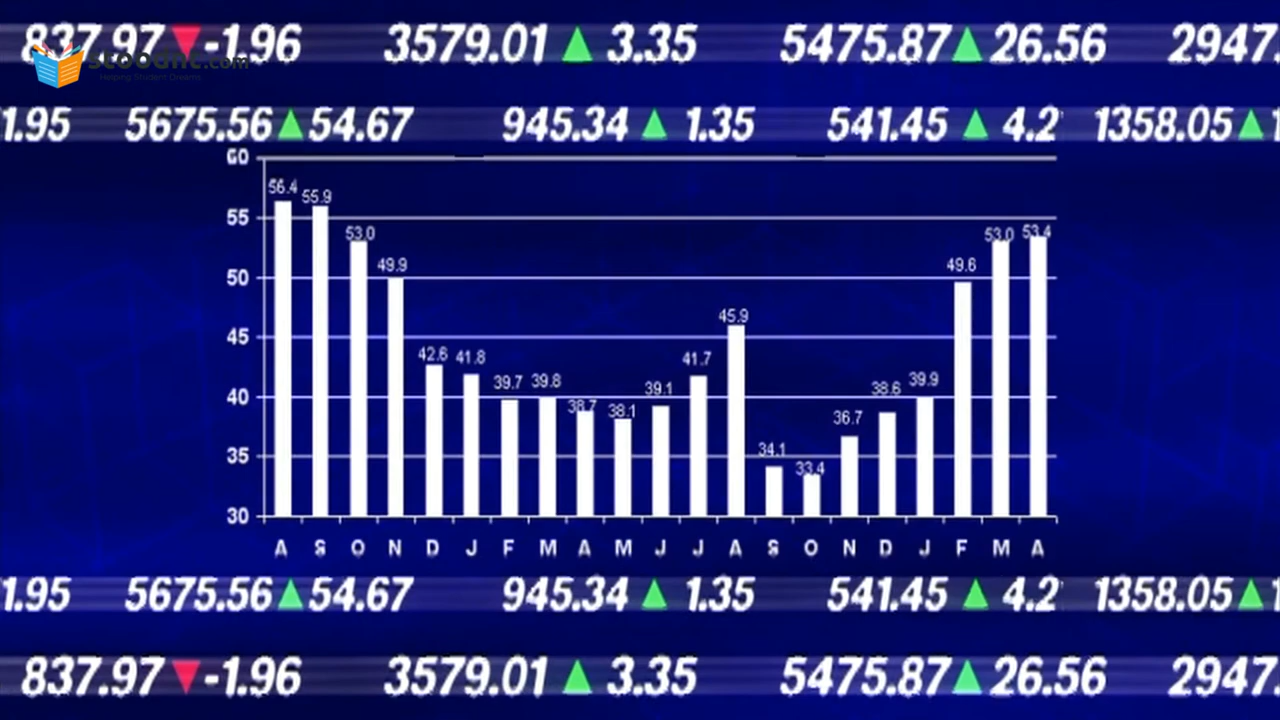 837.97 ▼ -1.96 3579.01 ▲ 3.35 5475.87 ▲ 26.56 2947.
stoodnt.com
Helping Student Dreams
1.95 5675.56 ▲ 54.67 945.34 ▲ 1.35 541.45 ▲ 4.2 1358.05 ▲
60
56.4 55.9 53.0 49.9 42.6 41.8 39.7 39.8 38.7 38.1 39.1 41.7 45.9 34.1 33.4 36.7 38.6 39.9 49.6 53.0 53.4
55
50
45
40
35
30
A S O N D J F M A M J J A S O N D J F M A
1.95 5675.56 ▲ 54.67 945.34 ▲ 1.35 541.45 ▲ 4.2 1358.05 ▲
837.97 ▼ -1.96 3579.01 ▲ 3.35 5475.87 ▲ 26.56 2947.